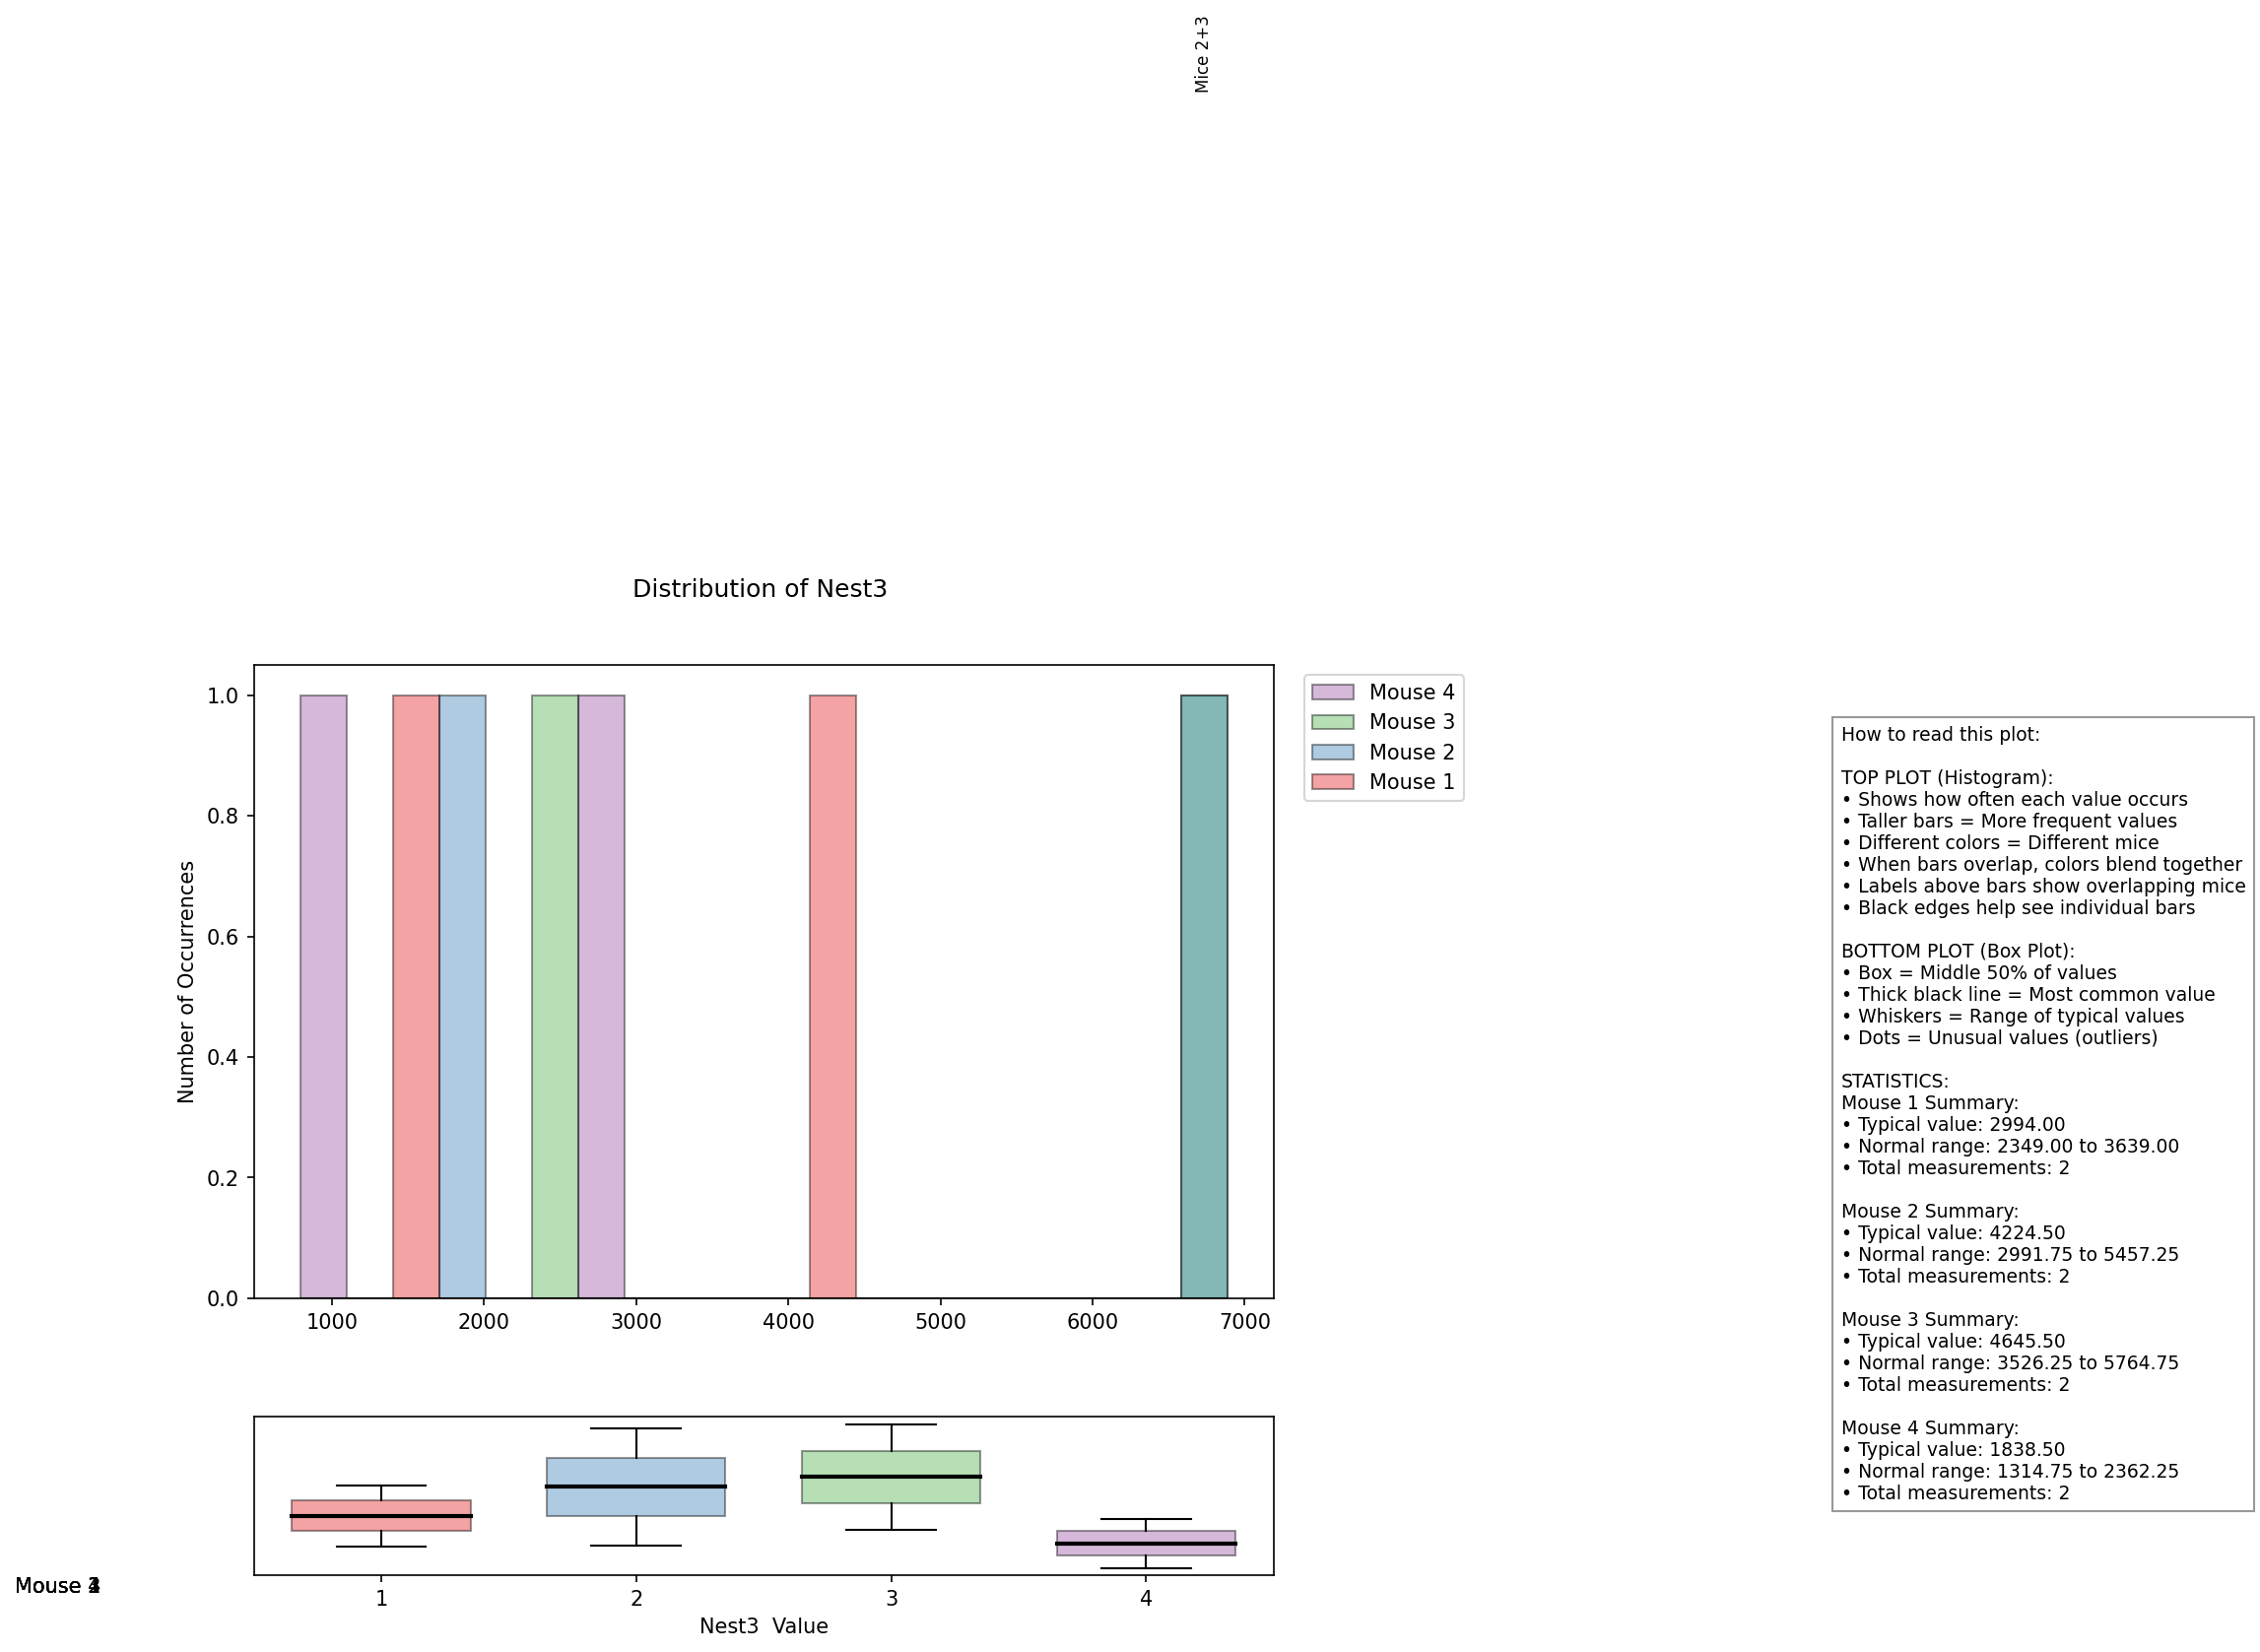 Mice 2+3
Distribution of Nest3
1.0
0.8
0.6
0.4
0.2
0.0
Number of Occurrences
1000 2000 3000 4000 5000 6000 7000
Mouse 4
Mouse 3
Mouse 2
Mouse 1
How to read this plot:
TOP PLOT (Histogram):
• Shows how often each value occurs
• Taller bars = More frequent values
• Different colors = Different mice
• When bars overlap, colors blend together
• Labels above bars show overlapping mice
• Black edges help see individual bars
BOTTOM PLOT (Box Plot):
• Box = Middle 50% of values
• Thick black line = Most common value
• Whiskers = Range of typical values
• Dots = Unusual values (outliers)
STATISTICS:
Mouse 1 Summary:
• Typical value: 2994.00
• Normal range: 2349.00 to 3639.00
• Total measurements: 2
Mouse 2 Summary:
• Typical value: 4224.50
• Normal range: 2991.75 to 5457.25
• Total measurements: 2
Mouse 3 Summary:
• Typical value: 4645.50
• Normal range: 3526.25 to 5764.75
• Total measurements: 2
Mouse 4 Summary:
• Typical value: 1838.50
• Normal range: 1314.75 to 2362.25
• Total measurements: 2
Mouse
1 2 3 4
Nest3  Value